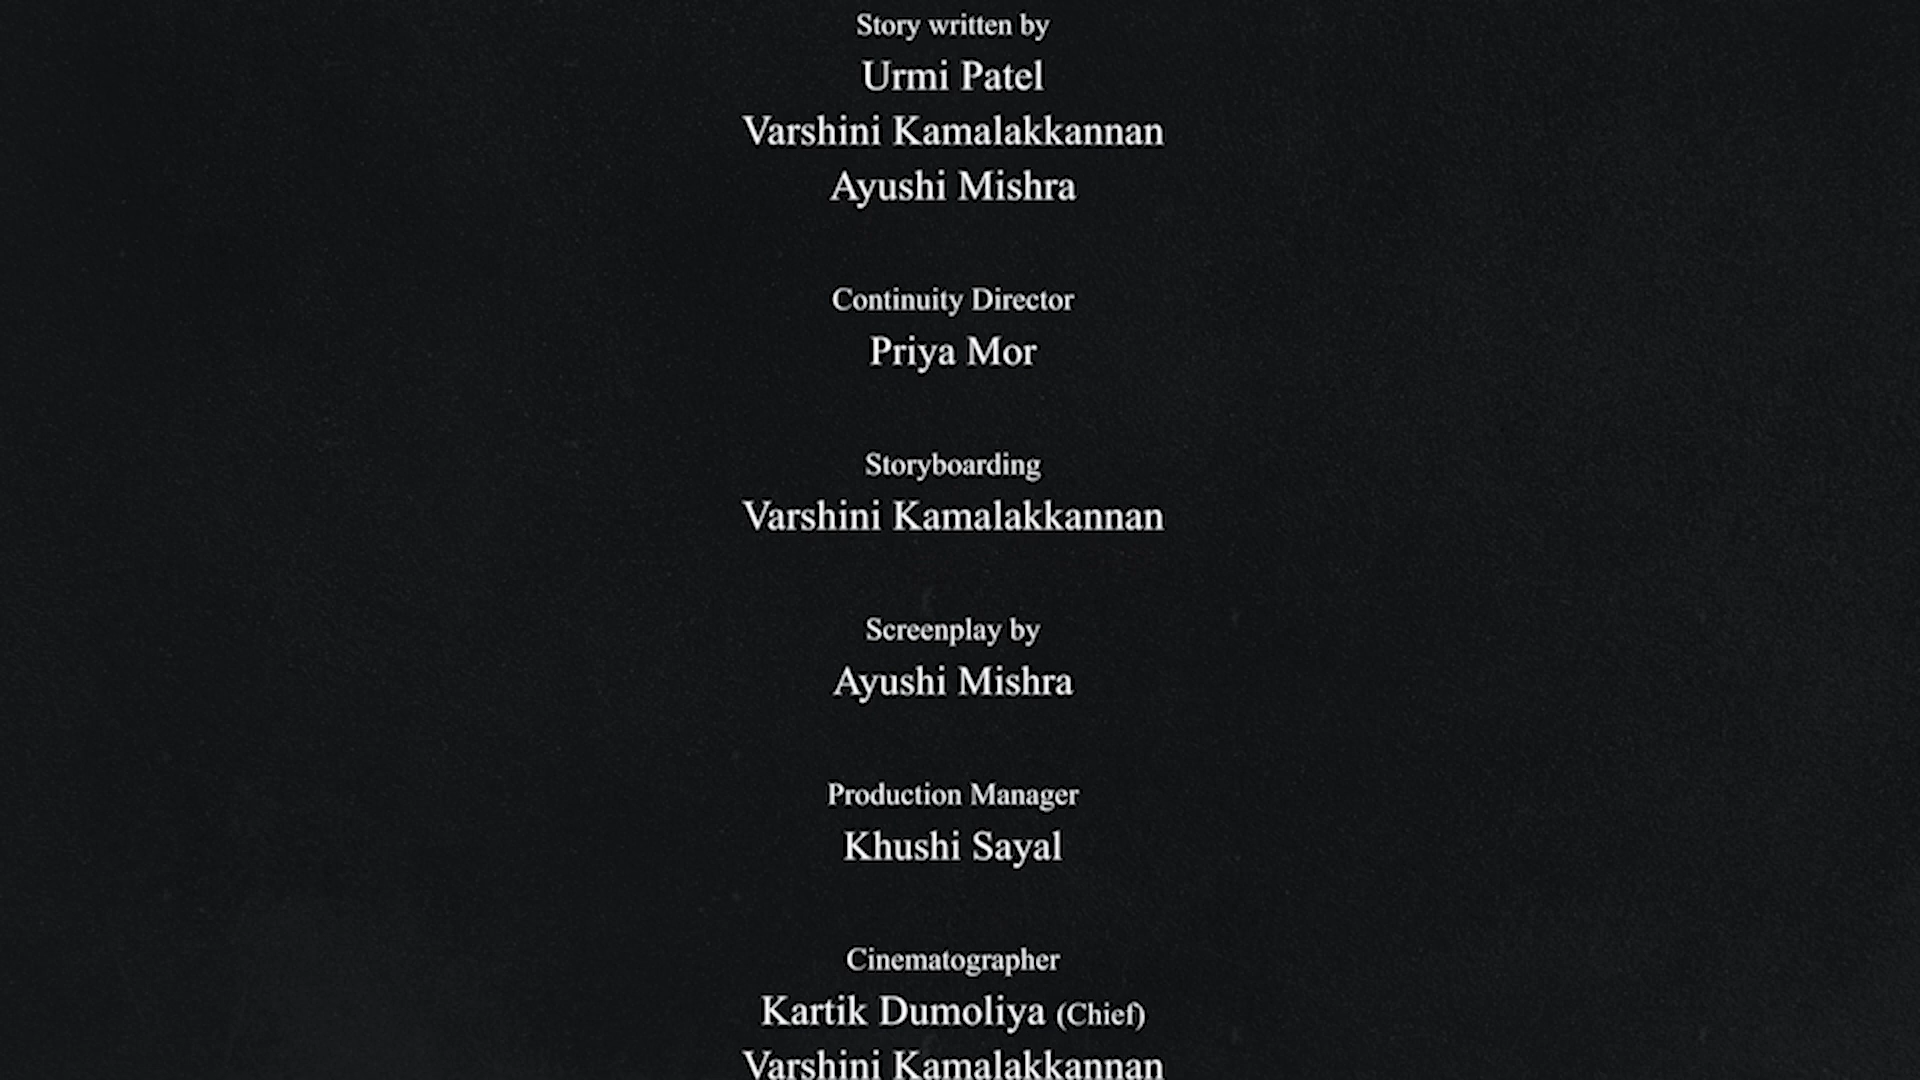 Story written by
Urmi Patel
Varshini Kamalakkannan
Ayushi Mishra
Continuity Director
Priya Mor
Storyboarding
Varshini Kamalakkannan
Screenplay by
Ayushi Mishra
Production Manager
Khushi Sayal
Cinematographer
Kartik Dumoliya (Chief)
Varshini Kamalakkannan